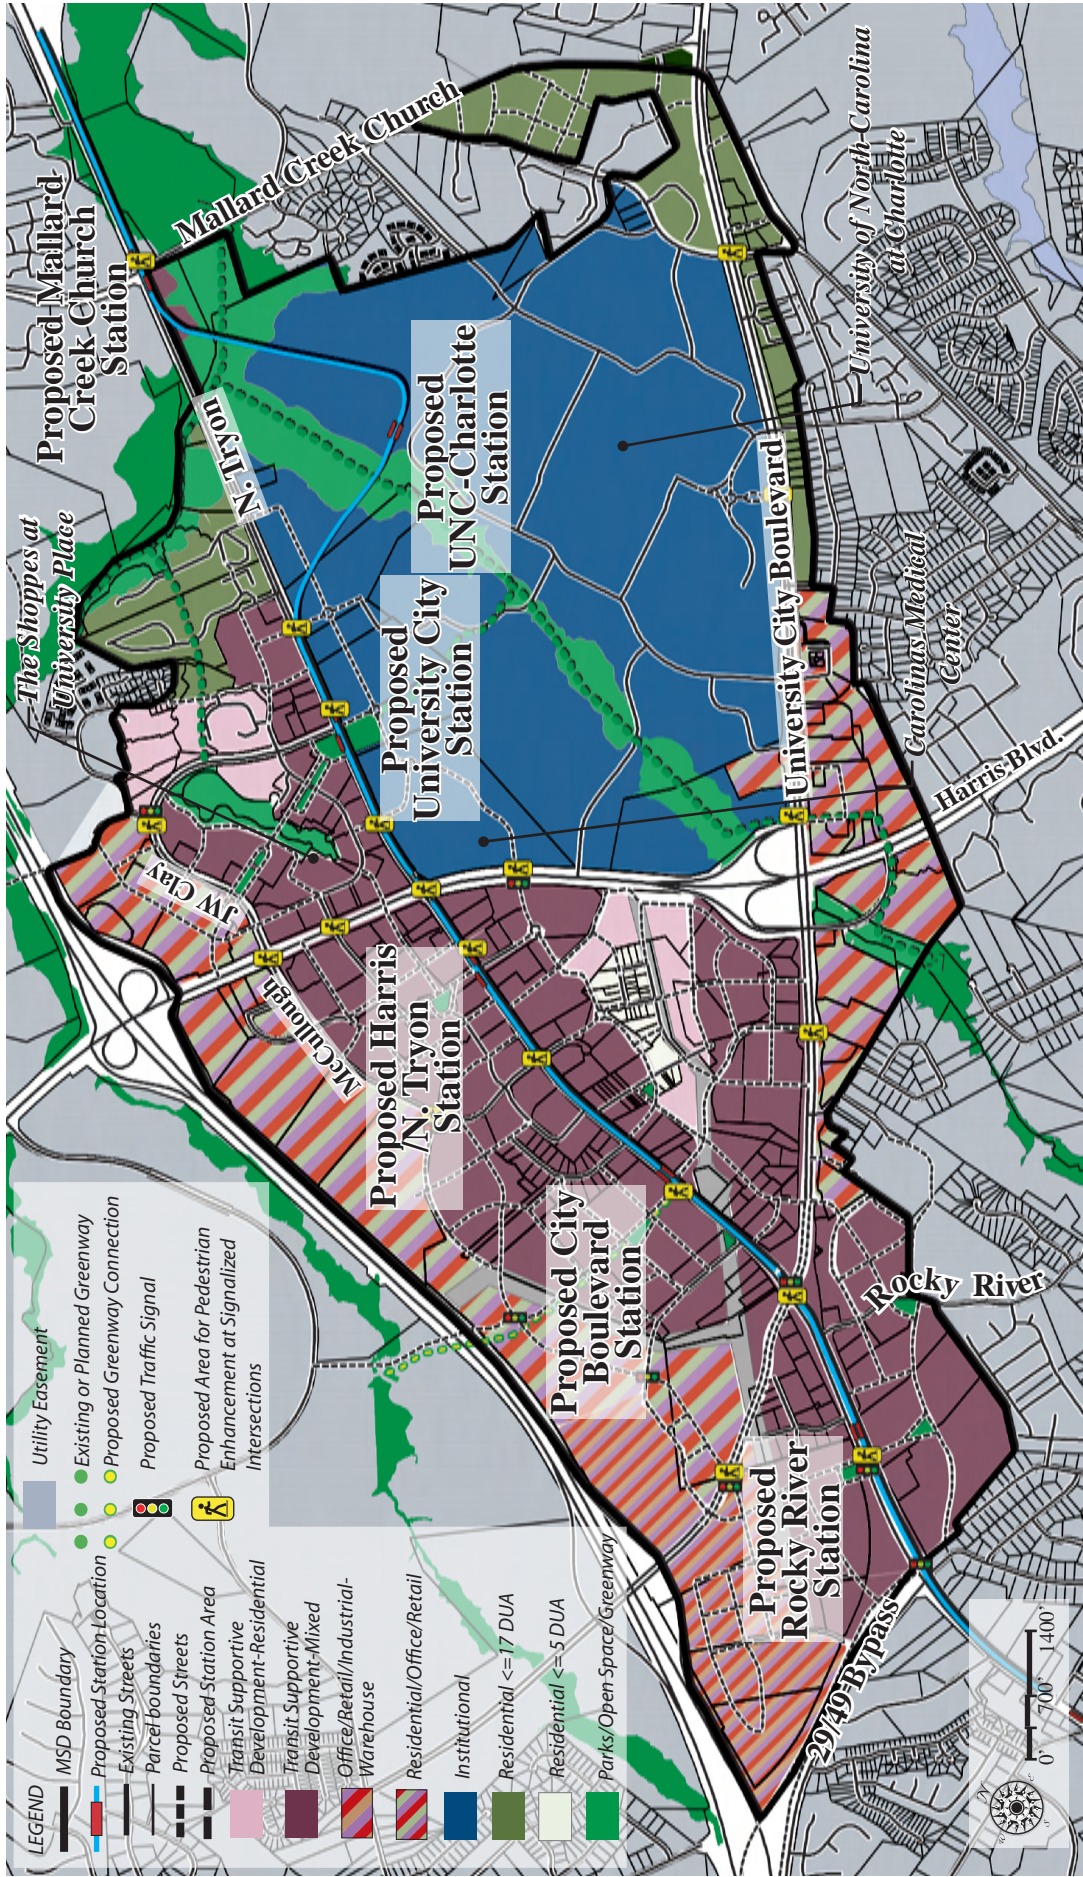 LEGEND
MSD Boundary
Proposed Station Location
Existing Streets
Parcel boundaries
Proposed Streets
Proposed Station Area
Transit Supportive
Development-Residential
Transit Supportive
Development-Mixed
Office/Retail/Industrial-
Warehouse
Residential/Office/Retail
Institutional
Residential <=17 DUA
Residential <=5 DUA
Parks/Open Space/Greenway
Utility Easement
Existing or Planned Greenway
Proposed Greenway Connection
Proposed Traffic Signal
Proposed Area for Pedestrian
Enhancement at Signalized
Intersections
The Shoppes at
University Place
Proposed Mallard
Creek Church
Station
Mallard Creek Church
N. Tryon
JW Clay
McCullough
Proposed Harris
/N. Tryon
Station
Proposed
University City
Station
Proposed
UNC-Charlotte
Station
Proposed City
Boulevard
Station
Proposed
Rocky River
Station
University City Boulevard
University of North Carolina
at Charlotte
Carolinas Medical
Center
Harris Blvd.
Rocky River
29/49 Bypass
N
E
S
W
0'
700'
1400'